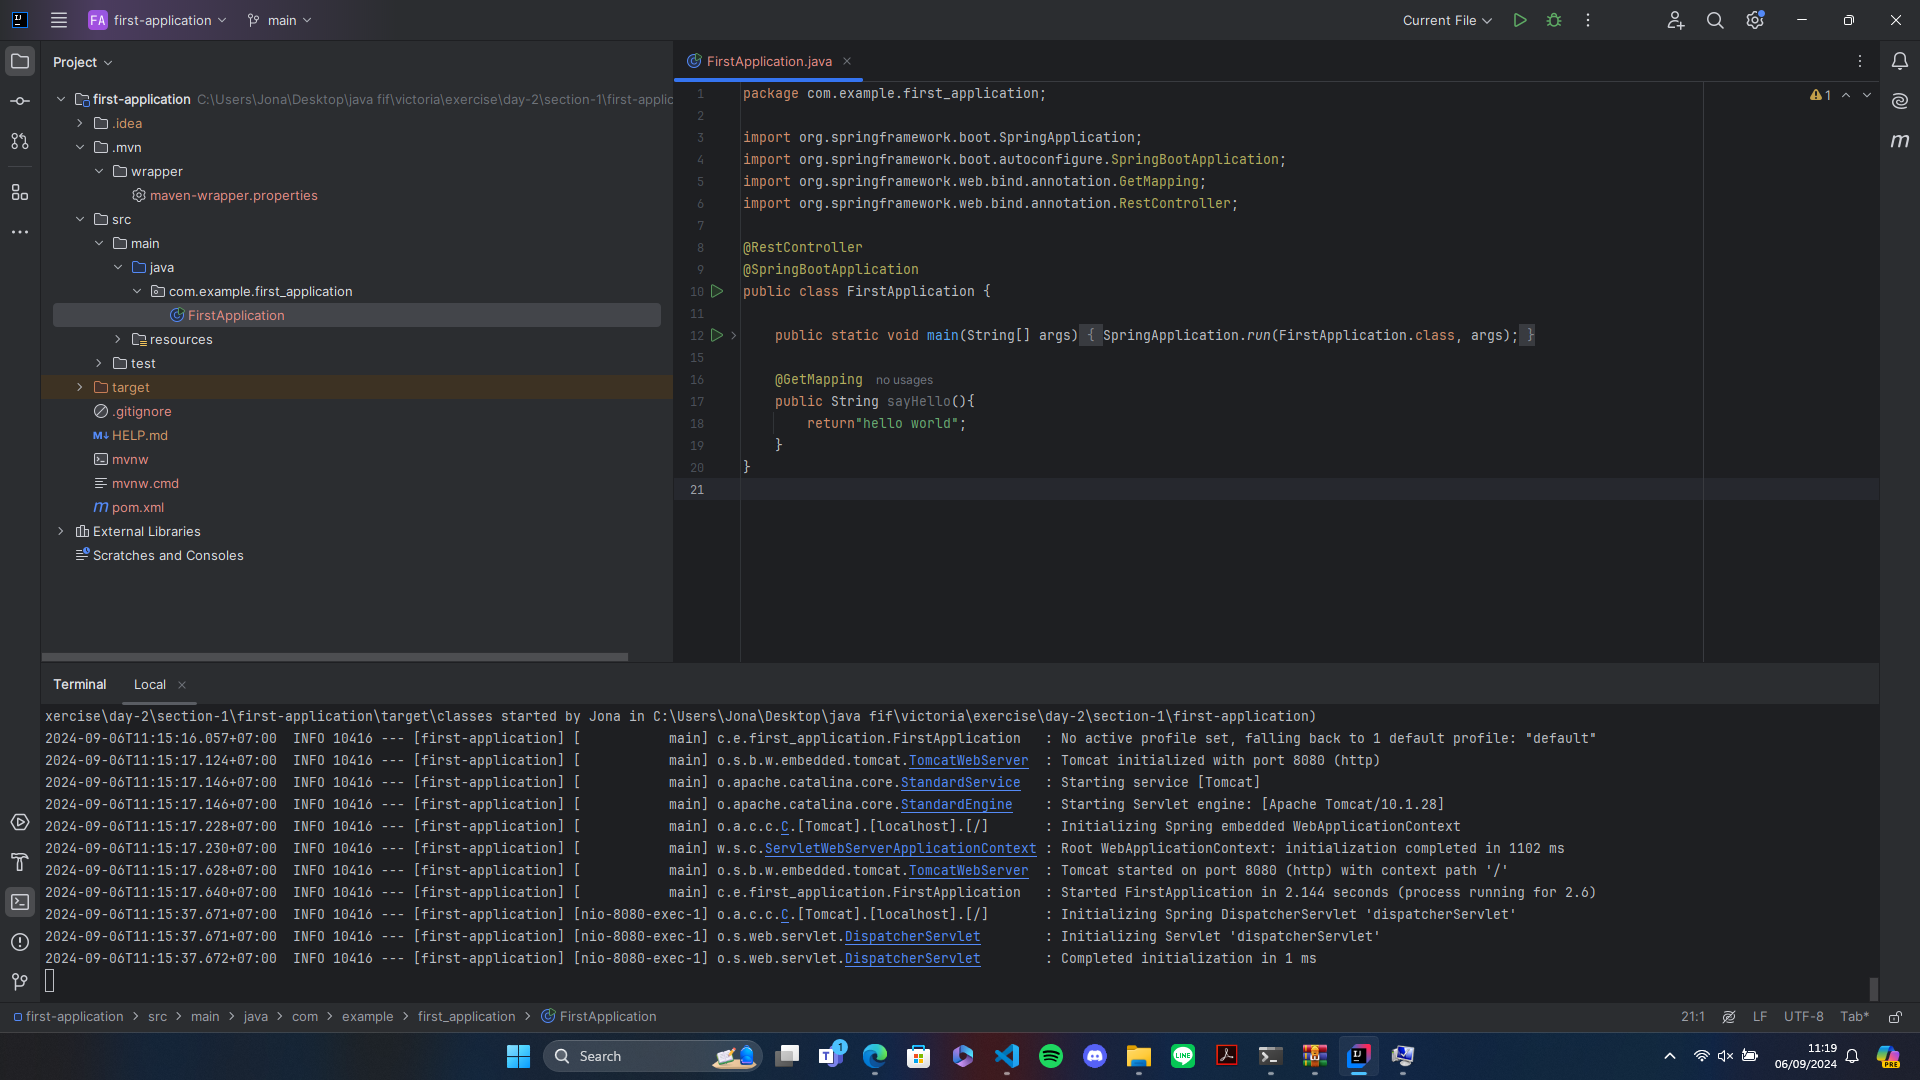 FA first-application
main
Current File
Project
first-application C:\Users\Jona\Desktop\java fif\victoria\exercise\day-2\section-1\first-applic
.idea
.mvn
wrapper
maven-wrapper.properties
src
main
java
com.example.first_application
FirstApplication
resources
test
target
.gitignore
M↓ HELP.md
mvnw
mvnw.cmd
m pom.xml
External Libraries
Scratches and Consoles
FirstApplication.java
1 package com.example.first_application;
2
3 import org.springframework.boot.SpringApplication;
4 import org.springframework.boot.autoconfigure.SpringBootApplication;
5 import org.springframework.web.bind.annotation.GetMapping;
6 import org.springframework.web.bind.annotation.RestController;
7
8 @RestController
9 @SpringBootApplication
10 public class FirstApplication {
11
12 public static void main(String[] args) { SpringApplication.run(FirstApplication.class, args); }
15
16 @GetMapping no usages
17 public String sayHello(){
18 return"hello world";
19 }
20 }
21
1
m
Terminal Local
xercise\day-2\section-1\first-application\target\classes started by Jona in C:\Users\Jona\Desktop\java fif\victoria\exercise\day-2\section-1\first-application)
2024-09-06T11:15:16.057+07:00  INFO 10416 --- [first-application] [           main] c.e.first_application.FirstApplication   : No active profile set, falling back to 1 default profile: "default"
2024-09-06T11:15:17.124+07:00  INFO 10416 --- [first-application] [           main] o.s.b.w.embedded.tomcat.TomcatWebServer  : Tomcat initialized with port 8080 (http)
2024-09-06T11:15:17.146+07:00  INFO 10416 --- [first-application] [           main] o.apache.catalina.core.StandardService   : Starting service [Tomcat]
2024-09-06T11:15:17.146+07:00  INFO 10416 --- [first-application] [           main] o.apache.catalina.core.StandardEngine    : Starting Servlet engine: [Apache Tomcat/10.1.28]
2024-09-06T11:15:17.228+07:00  INFO 10416 --- [first-application] [           main] o.a.c.c.C.[Tomcat].[localhost].[/]       : Initializing Spring embedded WebApplicationContext
2024-09-06T11:15:17.230+07:00  INFO 10416 --- [first-application] [           main] w.s.c.ServletWebServerApplicationContext : Root WebApplicationContext: initialization completed in 1102 ms
2024-09-06T11:15:17.628+07:00  INFO 10416 --- [first-application] [           main] o.s.b.w.embedded.tomcat.TomcatWebServer  : Tomcat started on port 8080 (http) with context path '/'
2024-09-06T11:15:17.640+07:00  INFO 10416 --- [first-application] [           main] c.e.first_application.FirstApplication   : Started FirstApplication in 2.144 seconds (process running for 2.6)
2024-09-06T11:15:37.671+07:00  INFO 10416 --- [first-application] [nio-8080-exec-1] o.a.c.c.C.[Tomcat].[localhost].[/]       : Initializing Spring DispatcherServlet 'dispatcherServlet'
2024-09-06T11:15:37.671+07:00  INFO 10416 --- [first-application] [nio-8080-exec-1] o.s.web.servlet.DispatcherServlet        : Initializing Servlet 'dispatcherServlet'
2024-09-06T11:15:37.672+07:00  INFO 10416 --- [first-application] [nio-8080-exec-1] o.s.web.servlet.DispatcherServlet        : Completed initialization in 1 ms
first-application > src > main > java > com > example > first_application > FirstApplication
21:1 LF UTF-8 Tab*
Search
1
LINE
PRE
11:19
06/09/2024